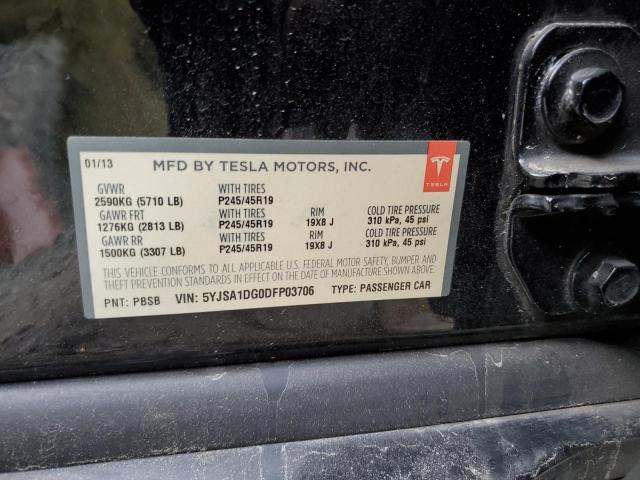 01/13 MFD BY TESLA MOTORS, INC.
GVWR WITH TIRES
2590KG (5710 LB) P245/45R19
GAWR FRT WITH TIRES RIM COLD TIRE PRESSURE
1276KG (2813 LB) P245/45R19 19X8 J 310 kPa, 45 psi
GAWR RR WITH TIRES RIM COLD TIRE PRESSURE
1500KG (3307 LB) P245/45R19 19X8 J 310 kPa, 45 psi
THIS VEHICLE CONFORMS TO ALL APPLICABLE U.S. FEDERAL MOTOR SAFETY, BUMPER AND
THEFT PREVENTION STANDARDS IN EFFECT ON THE DATE OF MANUFACTURE SHOWN ABOVE.
PNT: PBSB VIN: 5YJSA1DG0DFP03706 TYPE: PASSENGER CAR
TESLA